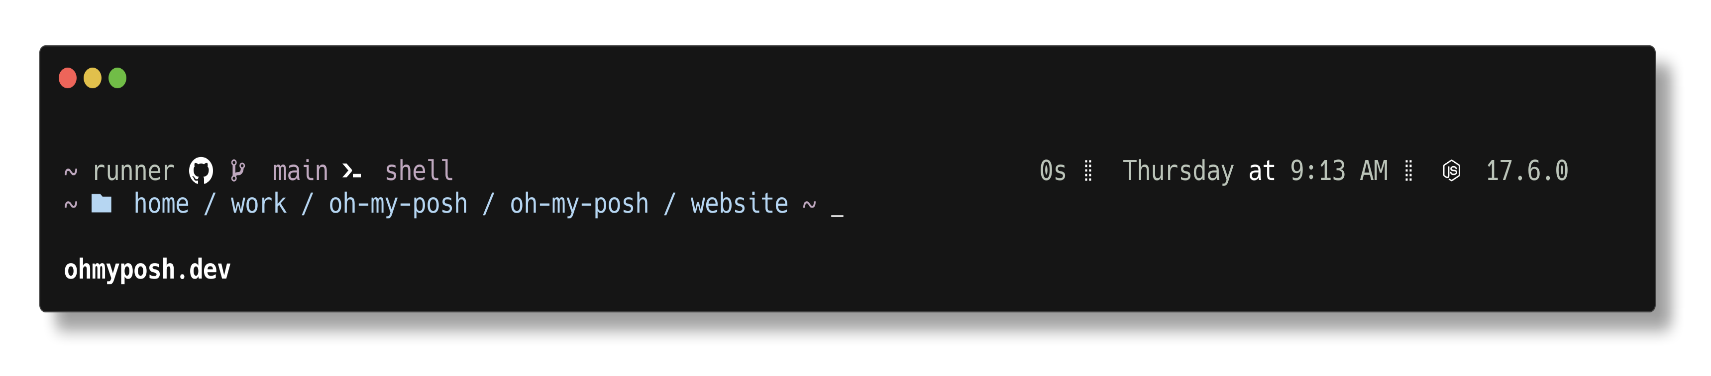 ~ runner main shell 0s Thursday at 9:13 AM 17.6.0
~ home / work / oh-my-posh / oh-my-posh / website ~ _
ohmyposh.dev